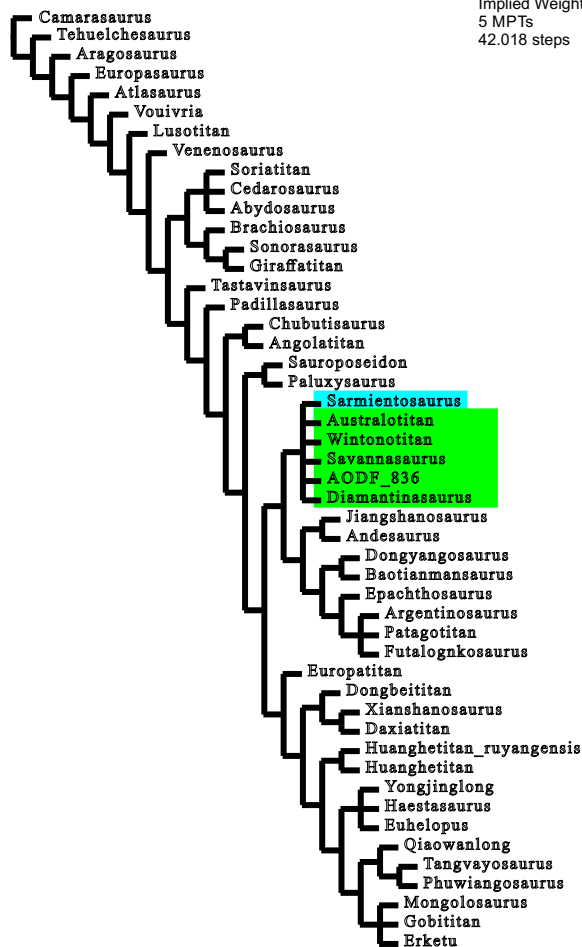 Implied Weight
5 MPTs
42.018 steps
Camarasaurus
Tehuelchesaurus
Aragosaurus
Europasaurus
Atlasaurus
Vouivria
Lusotitan
Venenosaurus
Soriatitan
Cedarosaurus
Abydosaurus
Brachiosaurus
Sonorasaurus
Giraffatitan
Tastavinsaurus
Padillasaurus
Chubutisaurus
Angolatitan
Sauroposeidon
Paluxysaurus
Sarmientosaurus
Australotitan
Wintonotitan
Savannasaurus
AODF_836
Diamantinasaurus
Jiangshanosaurus
Andesaurus
Dongyangosaurus
Baotianmansaurus
Epachthosaurus
Argentinosaurus
Patagotitan
Futalognkosaurus
Europatitan
Dongbeititan
Xianshanosaurus
Daxiatitan
Huanghetitan_ruyangensis
Huanghetitan
Yongjinglong
Haestasaurus
Euhelopus
Qiaowanlong
Tangvayosaurus
Phuwiangosaurus
Mongolosaurus
Gobititan
Erketu